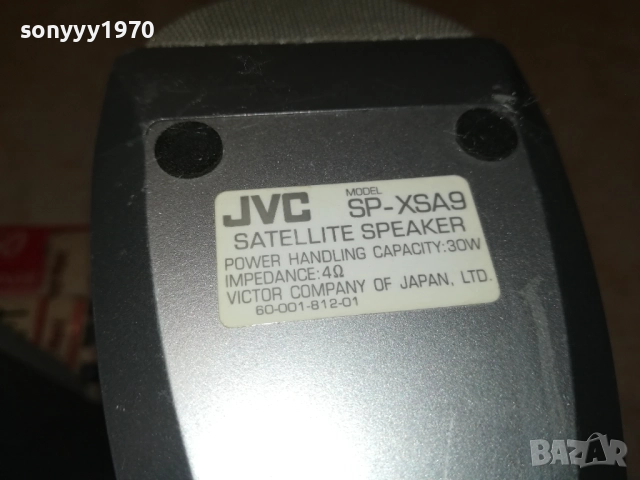 sonyyy1970
JVC MODEL SP-XSA9
SATELLITE SPEAKER
POWER HANDLING CAPACITY:30W
IMPEDANCE:4Ω
VICTOR COMPANY OF JAPAN, LTD.
60-001-812-01
BAZAR